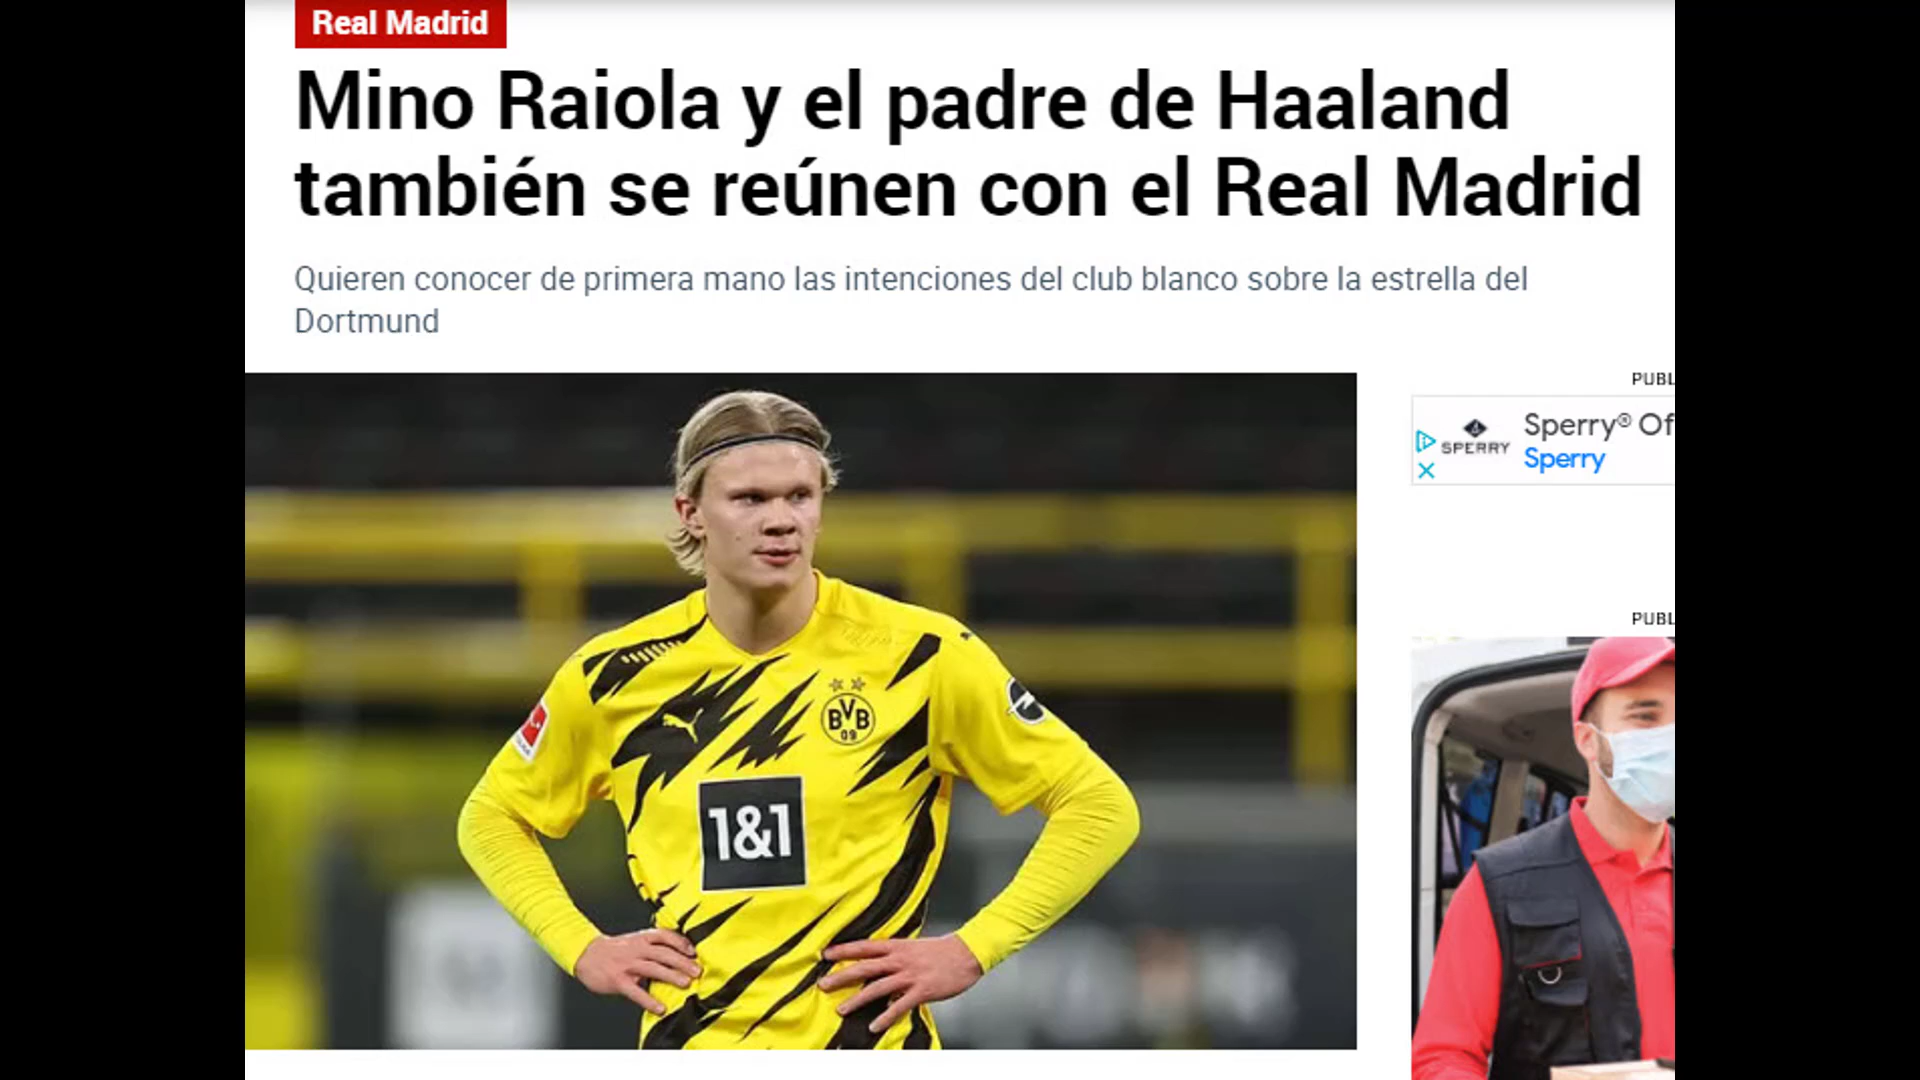 Real Madrid
Mino Raiola y el padre de Haaland
también se reúnen con el Real Madrid
Quieren conocer de primera mano las intenciones del club blanco sobre la estrella del
Dortmund
PUBL
SPERRY
Sperry® Of
Sperry
PUBL
BVB
09
1&1